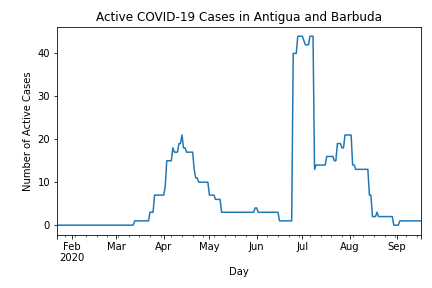 Active COVID-19 Cases in Antigua and Barbuda
Number of Active Cases
40
30
20
10
0
Feb Mar Apr May Jun Jul Aug Sep
2020
Day